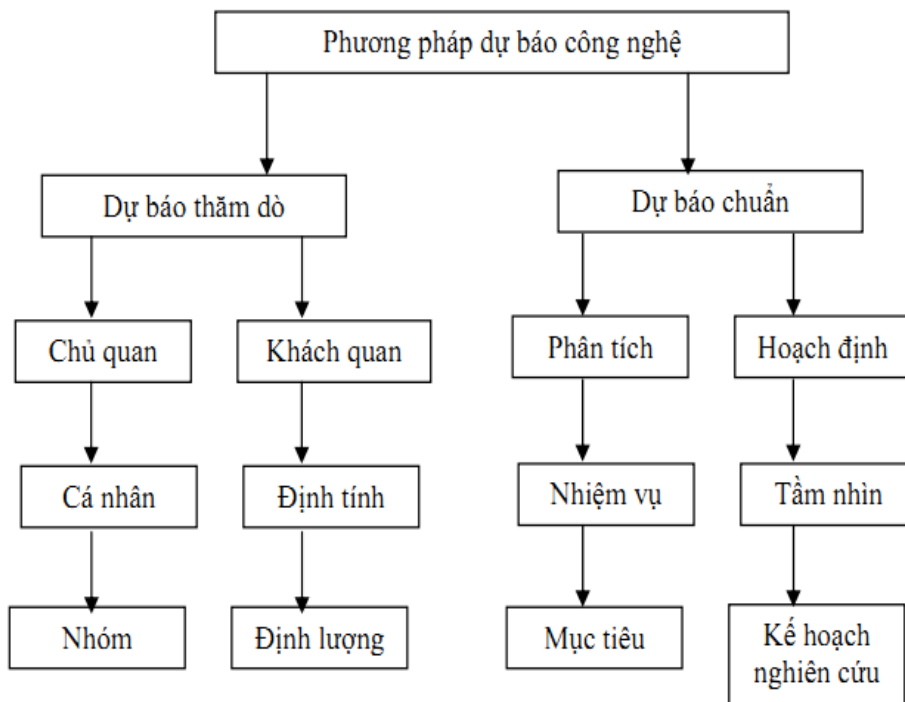 Phương pháp dự báo công nghệ
Dự báo thăm dò
Dự báo chuẩn
Chủ quan
Khách quan
Phân tích
Hoạch định
Cá nhân
Định tính
Nhiệm vụ
Tầm nhìn
Nhóm
Định lượng
Mục tiêu
Kế hoạch
nghiên cứu